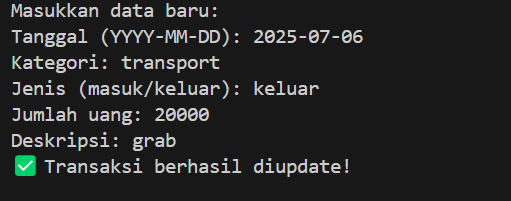 Masukkan data baru:
Tanggal (YYYY-MM-DD): 2025-07-06
Kategori: transport
Jenis (masuk/keluar): keluar
Jumlah uang: 20000
Deskripsi: grab
✅ Transaksi berhasil diupdate!